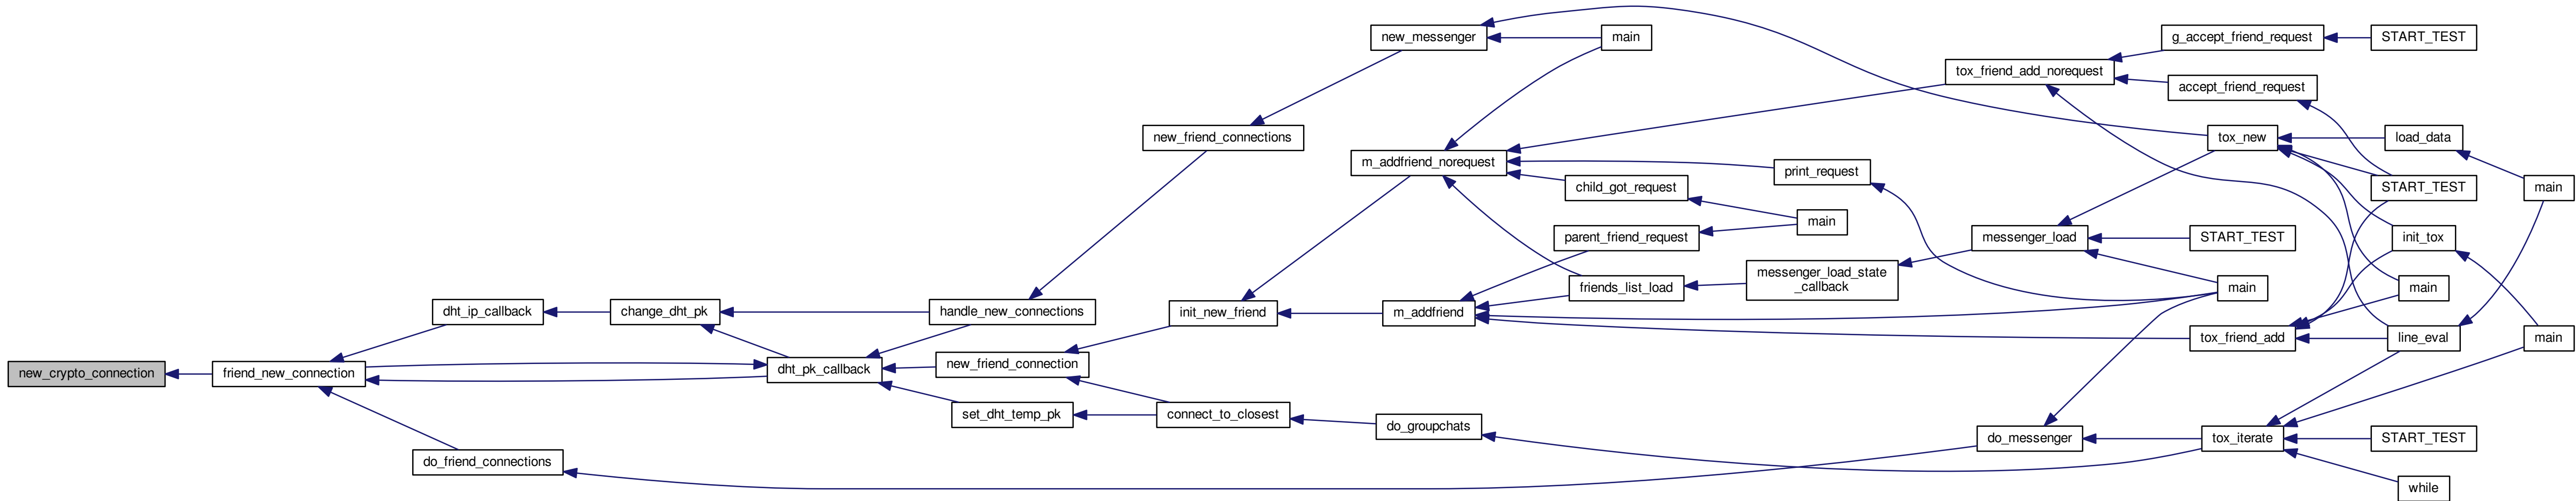 new_crypto_connection
friend_new_connection
dht_ip_callback
do_friend_connections
change_dht_pk
dht_pk_callback
handle_new_connections
new_friend_connection
set_dht_temp_pk
new_friend_connections
init_new_friend
connect_to_closest
new_messenger
m_addfriend_norequest
m_addfriend
do_groupchats
main
child_got_request
parent_friend_request
friends_list_load
print_request
main
messenger_load_state
_callback
tox_friend_add_norequest
messenger_load
do_messenger
g_accept_friend_request
accept_friend_request
tox_new
START_TEST
main
tox_friend_add
tox_iterate
START_TEST
load_data
START_TEST
init_tox
main
line_eval
START_TEST
while
main
main